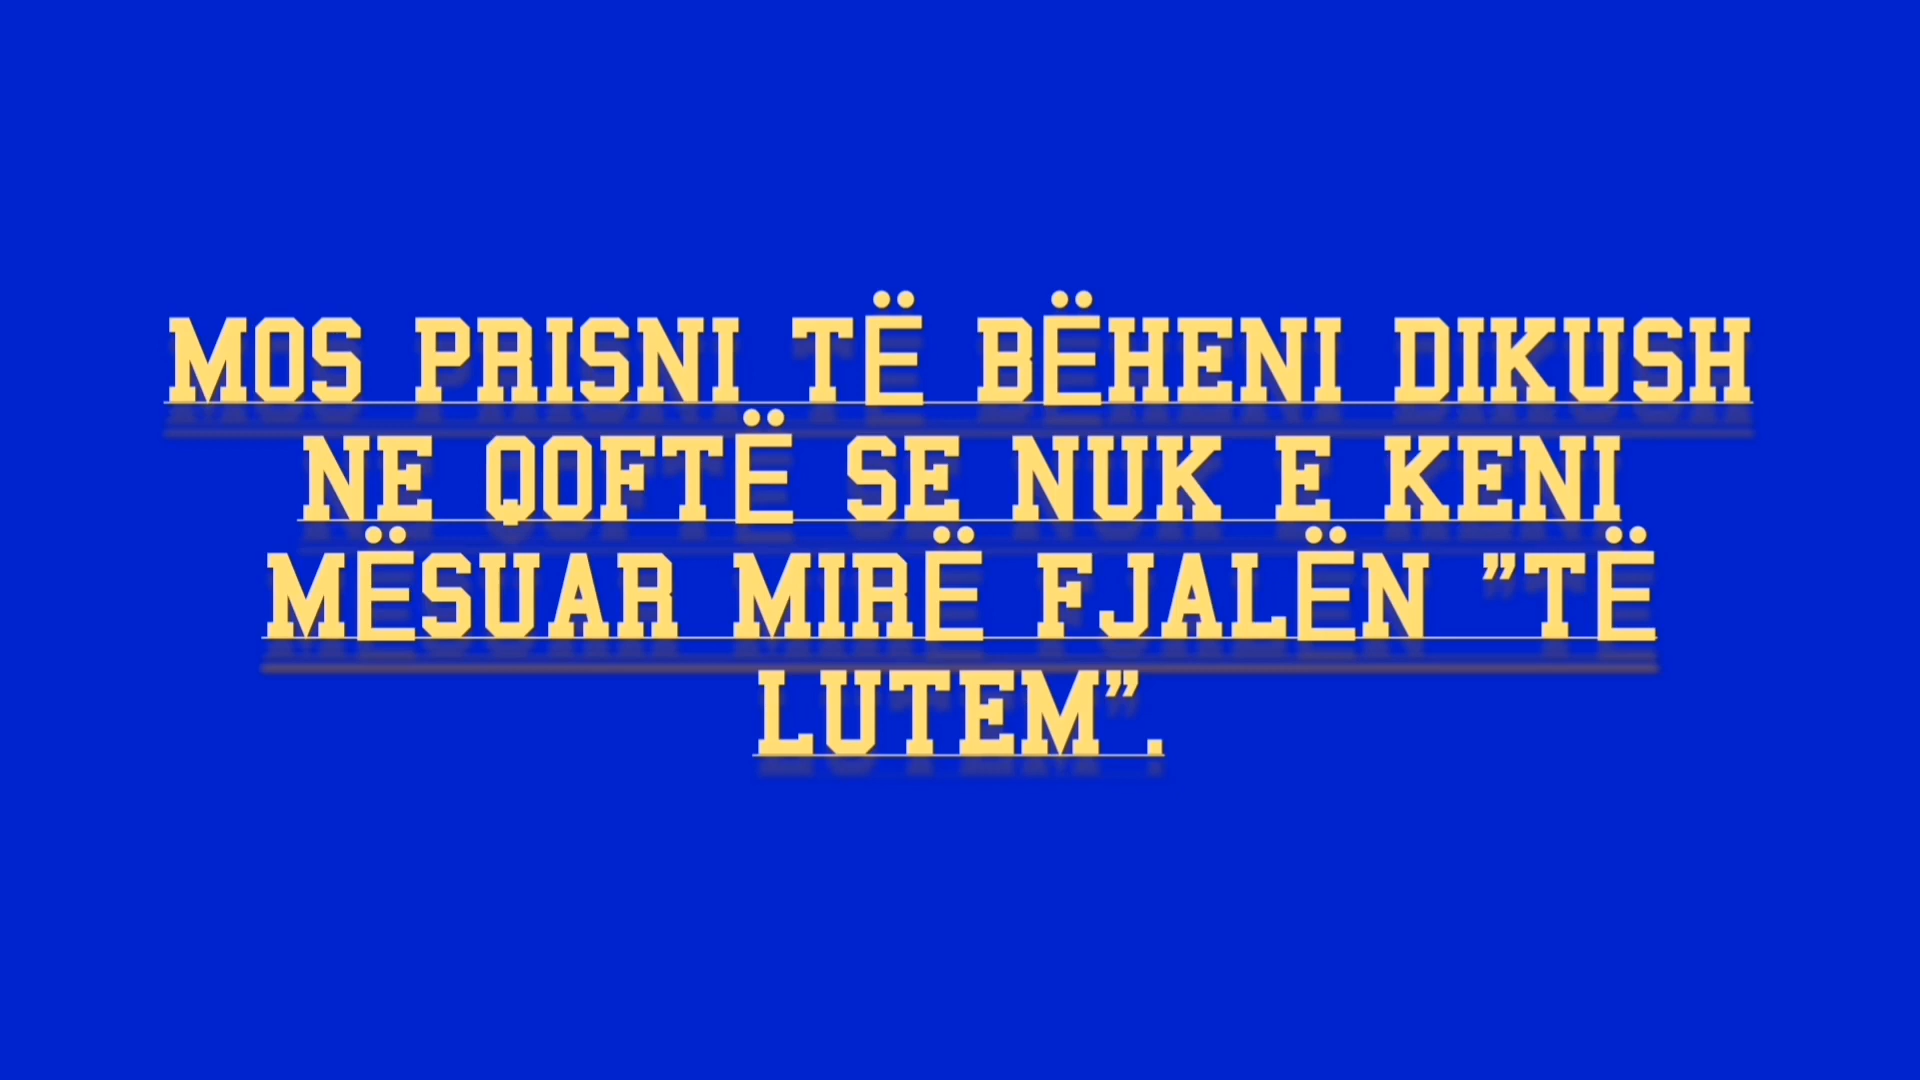 MOS PRISNI TË BËHENI DIKUSH
NE QOFTË SE NUK E KENI
MËSUAR MIRË FJALËN ”TË
LUTEM”.